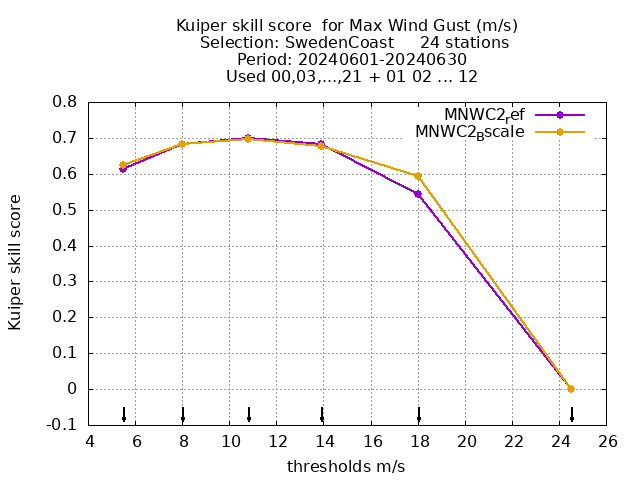 Kuiper skill score  for Max Wind Gust (m/s)
Selection: SwedenCoast     24 stations
Period: 20240601-20240630
Used 00,03,...,21 + 01 02 ... 12
MNWC2ref
MNWC2Bscale
0.8
0.7
0.6
0.5
0.4
0.3
0.2
0.1
0
-0.1
Kuiper skill score
4 6 8 10 12 14 16 18 20 22 24 26
thresholds m/s